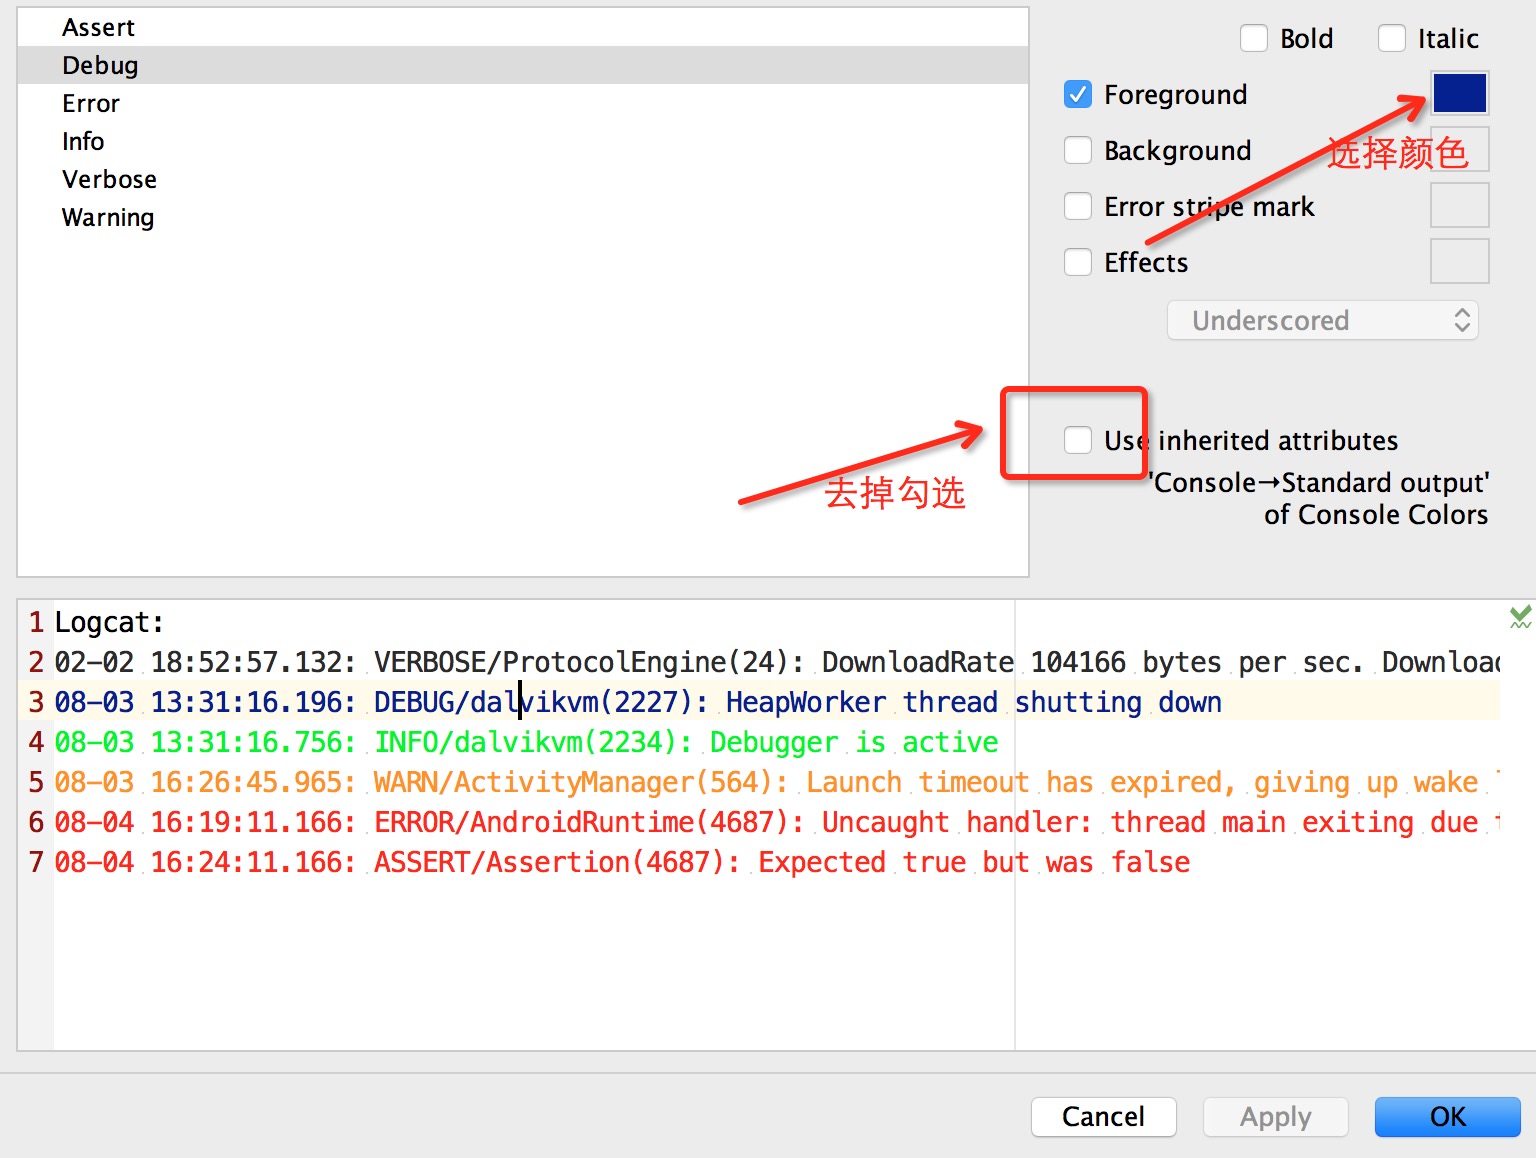 Assert
Debug
Error
Info
Verbose
Warning
Bold
Italic
Foreground
Background
选择颜色
Error stripe mark
Effects
Underscored
Use inherited attributes
'Console→Standard output'
of Console Colors
去掉勾选
1 Logcat:
2 02-02 18:52:57.132: VERBOSE/ProtocolEngine(24): DownloadRate 104166 bytes per sec. Download
3 08-03 13:31:16.196: DEBUG/dalvikvm(2227): HeapWorker thread shutting down
4 08-03 13:31:16.756: INFO/dalvikvm(2234): Debugger is active
5 08-03 16:26:45.965: WARN/ActivityManager(564): Launch timeout has expired, giving up wake
6 08-04 16:19:11.166: ERROR/AndroidRuntime(4687): Uncaught handler: thread main exiting due
7 08-04 16:24:11.166: ASSERT/Assertion(4687): Expected true but was false
Cancel
Apply
OK